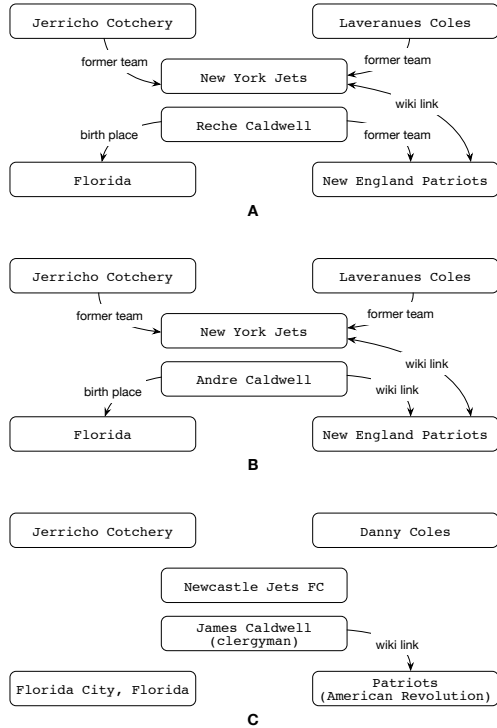 Jerricho Cotchery
Laveranues Coles
former team
former team
New York Jets
wiki link
Reche Caldwell
birth place
former team
Florida
New England Patriots
A
Jerricho Cotchery
Laveranues Coles
former team
former team
New York Jets
wiki link
Andre Caldwell
birth place
wiki link
Florida
New England Patriots
B
Jerricho Cotchery
Danny Coles
Newcastle Jets FC
James Caldwell
(clergyman)
wiki link
Florida City, Florida
Patriots
(American Revolution)
C